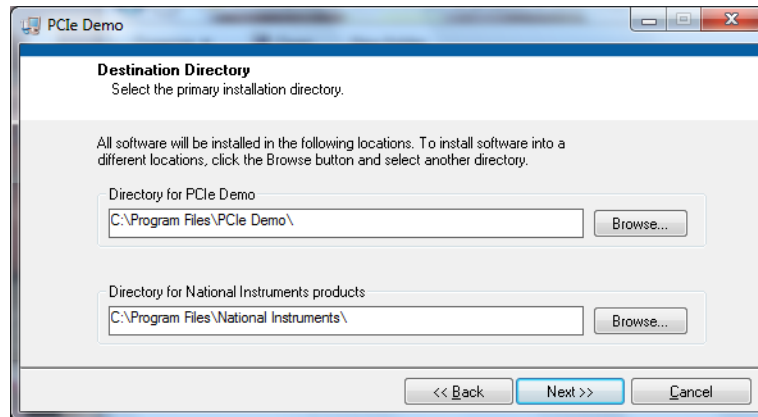 PCIe Demo
Destination Directory
Select the primary installation directory.
All software will be installed in the following locations. To install software into a
different locations, click the Browse button and select another directory.
Directory for PCIe Demo
C:\Program Files\PCIe Demo\
Browse...
Directory for National Instruments products
C:\Program Files\National Instruments\
Browse...
<< Back
Next >>
Cancel